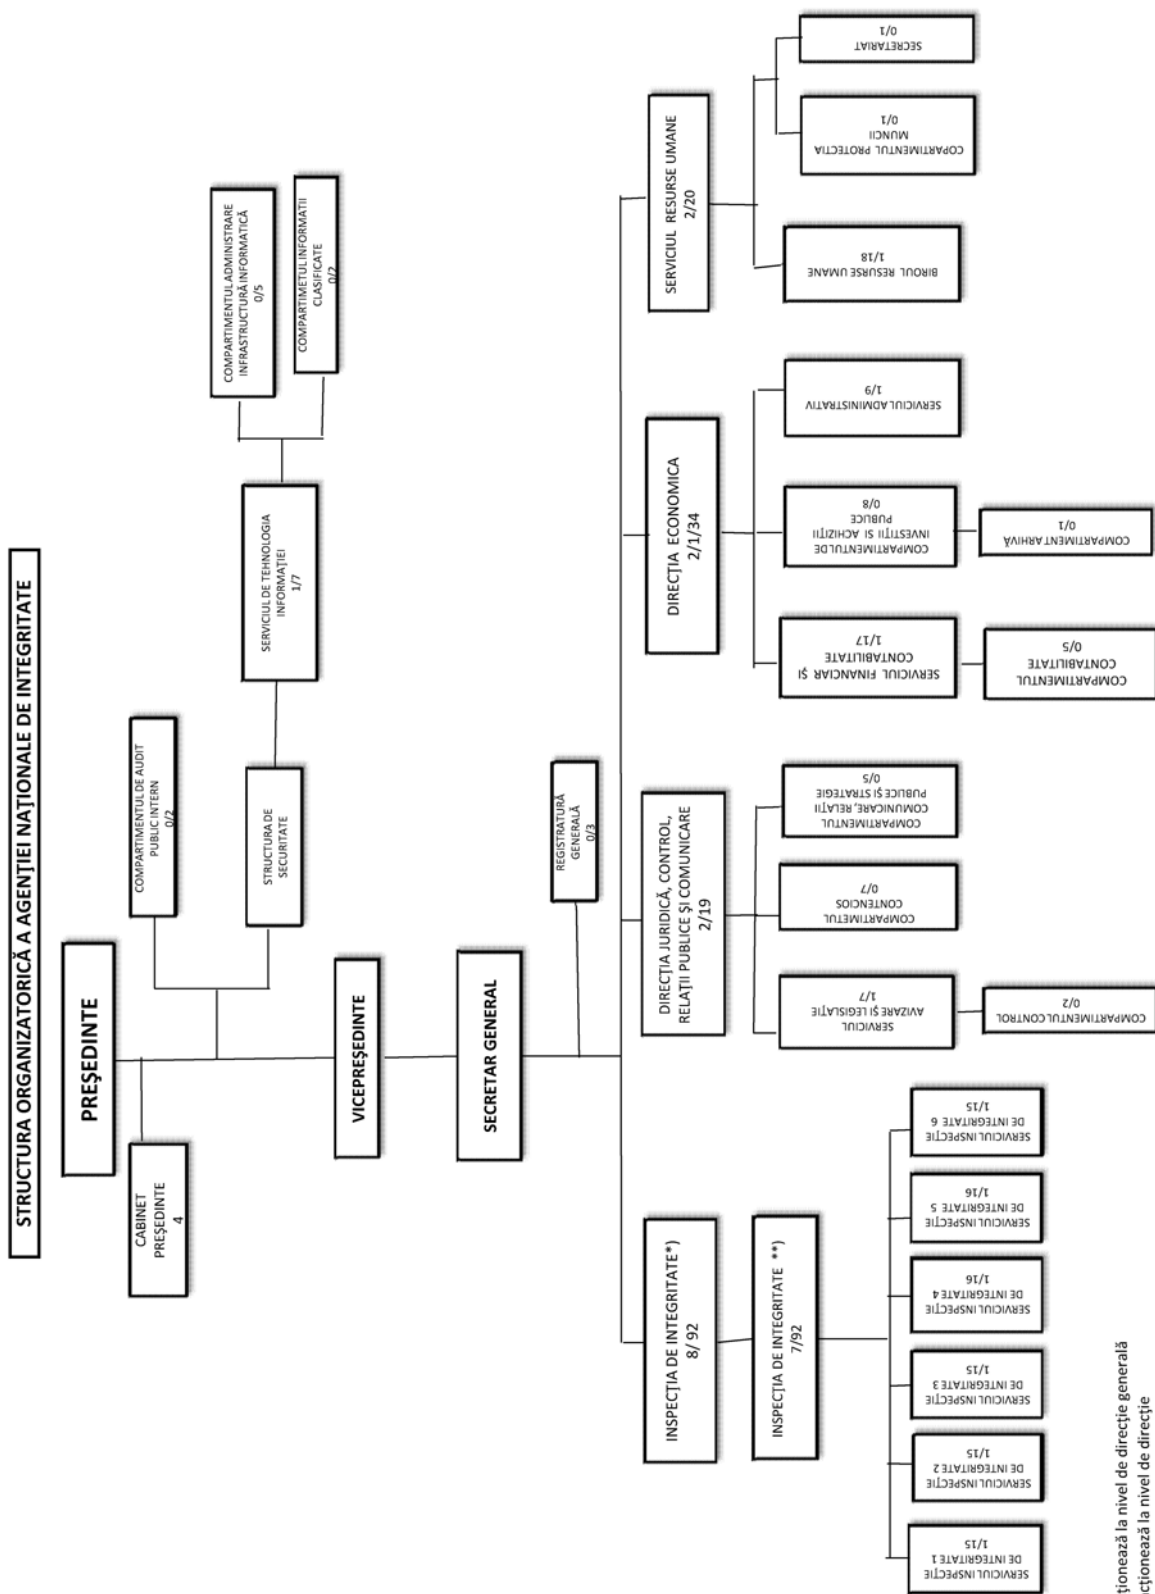 STRUCTURA ORGANIZATORICĂ A AGENȚIEI NAȚIONALE DE INTEGRITATE
PREȘEDINTE
CABINET
PREȘEDINTE
4
COMPARTIMENTUL DE AUDIT
PUBLIC INTERN
0/2
STRUCTURA DE
SECURITATE
SERVICIUL DE TEHNOLOGIA
INFORMAȚIEI
1/7
COMPARTIMENTUL ADMINISTRARE
INFRASTRUCTURĂ INFORMATICĂ
0/5
COMPARTIMETUL INFORMATII
CLASIFICATE
0/2
VICEPREȘEDINTE
SECRETAR GENERAL
REGISTRATURĂ
GENERALĂ
0/3
INSPECȚIA DE INTEGRITATE*)
8/ 92
INSPECȚIA DE INTEGRITATE **)
7/92
SERVICIUL INSPECȚIE
DE INTEGRITATE 1
1/15
SERVICIUL INSPECȚIE
DE INTEGRITATE 2
1/15
SERVICIUL INSPECȚIE
DE INTEGRITATE 3
1/15
SERVICIUL INSPECȚIE
DE INTEGRITATE 4
1/16
SERVICIUL INSPECȚIE
DE INTEGRITATE 5
1/16
SERVICIUL INSPECȚIE
DE INTEGRITATE 6
1/15
DIRECȚIA JURIDICĂ, CONTROL,
RELAȚII PUBLICE ȘI COMUNICARE
2/19
SERVICIUL
AVIZARE ȘI LEGISLAȚIE
1/7
COMPARTIMENTUL CONTROL
0/2
COMPARTIMETUL
CONTENCIOS
0/7
COMPARTIMENTUL
COMUNICARE, RELAȚII
PUBLICE ȘI STRATEGIE
0/5
DIRECȚIA ECONOMICA
2/1/34
SERVICIUL FINANCIAR ȘI
CONTABILITATE
1/17
COMPARTIMENTUL
CONTABILITATE
0/5
COMPARTIMENTUL DE
INVESTIȚII SI ACHIZIȚII
PUBLICE
0/8
COMPARTIMENT ARHIVĂ
0/1
SERVICIUL ADMINISTRATIV
1/9
SERVICIUL RESURSE UMANE
2/20
BIROUL RESURSE UMANE
1/18
COPARTIMENTUL PROTECTIA
MUNCII
0/1
SECRETARIAT
0/1
la nivel de direcție generală
la nivel de direcție